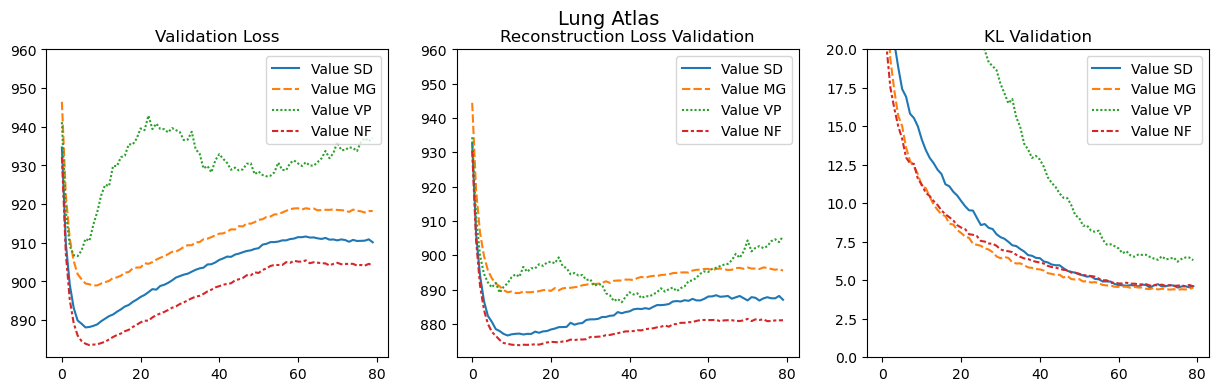 Lung Atlas
Validation Loss
960
950
940
930
920
910
900
890
0
20
40
60
80
Value SD
Value MG
Value VP
Value NF
Reconstruction Loss Validation
960
950
940
930
920
910
900
890
880
0
20
40
60
80
Value SD
Value MG
Value VP
Value NF
KL Validation
20.0
17.5
15.0
12.5
10.0
7.5
5.0
2.5
0.0
0
20
40
60
80
Value SD
Value MG
Value VP
Value NF